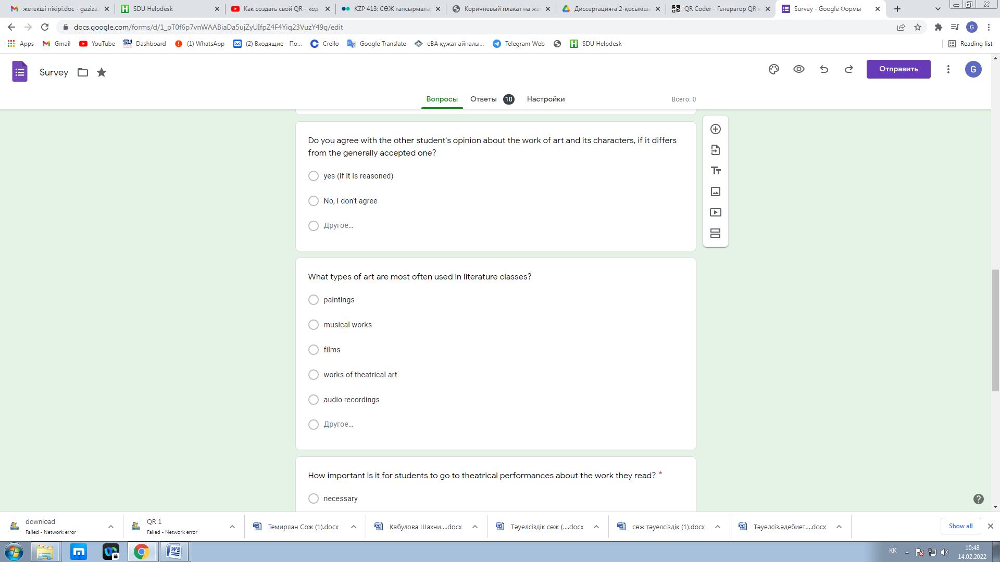 жетекші пікірі.doc - gaziza.
SDU Helpdesk
Как создать свой QR - код
KZP 413: СӨЖ тапсырмала
Коричневый плакат на же
Диссертацияға 2-қосымша
QR Coder - Генератор QR к
Survey - Google Формы
docs.google.com/forms/d/1_pT0f6p7vnWAABiaDa5ujZyUIfpZ4F4Yiq23VuzY49g/edit
G
Apps
Gmail
YouTube
Dashboard
(1) WhatsApp
(2) Входящие - По...
Crello
Google Translate
еВА құжат айналы...
Telegram Web
SDU Helpdesk
Reading list
Survey
Отправить
G
Вопросы
Ответы 10
Настройки
Всего: 0
Do you agree with the other student's opinion about the work of art and its characters, if it differs
from the generally accepted one?
yes (if it is reasoned)
No, I don't agree
Другое...
What types of art are most often used in literature classes?
paintings
musical works
films
works of theatrical art
audio recordings
Другое...
How important is it for students to go to theatrical performances about the work they read? *
necessary
download
Failed - Network error
QR 1
Failed - Network error
Темирлан Сож (1).docx
Кабулова Шахни....docx
Тәуелсіздік сөж (....docx
сөж тәуелсіздік (1).docx
Тәуелсіз.әдебиет....docx
Show all
KK
10:48
14.02.2022